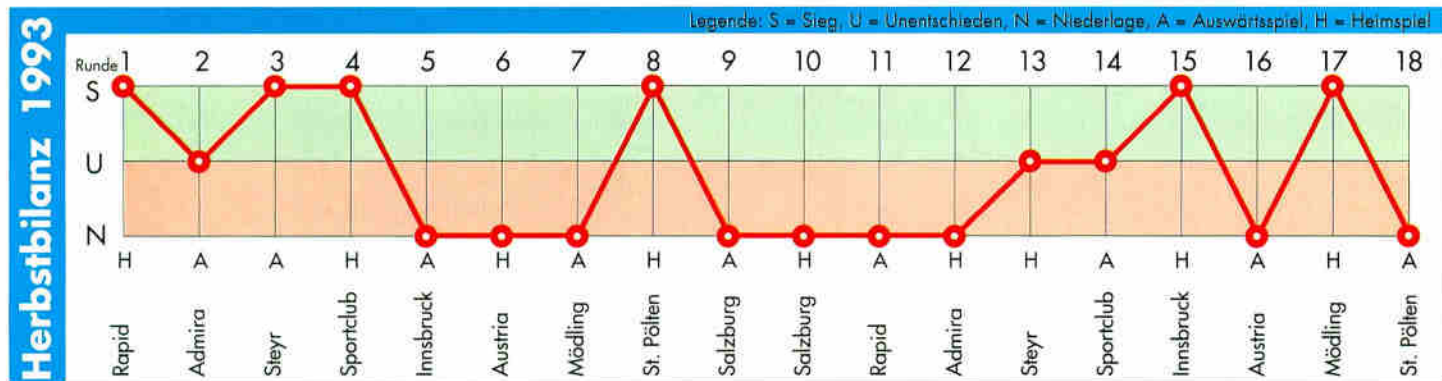 Herbstbilanz 1993
Legende: S = Sieg, U = Unentschieden, N = Niederlage, A = Auswärtsspiel, H = Heimspiel
Runde 1 2 3 4 5 6 7 8 9 10 11 12 13 14 15 16 17 18
S
U
N
H A A H A H A H A H A H H A H A H A
Rapid
Admira
Steyr
Sportclub
Innsbruck
Austria
Mödling
St. Pölten
Salzburg
Salzburg
Rapid
Admira
Steyr
Sportclub
Innsbruck
Austria
Mödling
St. Pölten